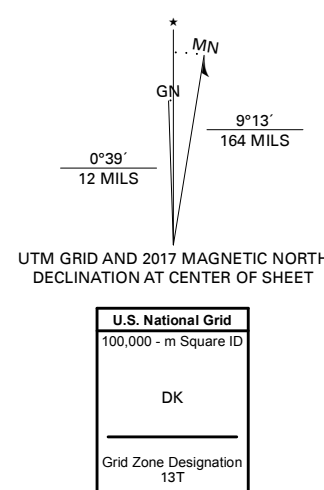 ★
MN
GN
9°13´
164 MILS
0°39´
12 MILS
UTM GRID AND 2017 MAGNETIC NORTH
DECLINATION AT CENTER OF SHEET
U.S. National Grid
100,000 - m Square ID
DK
Grid Zone Designation
13T